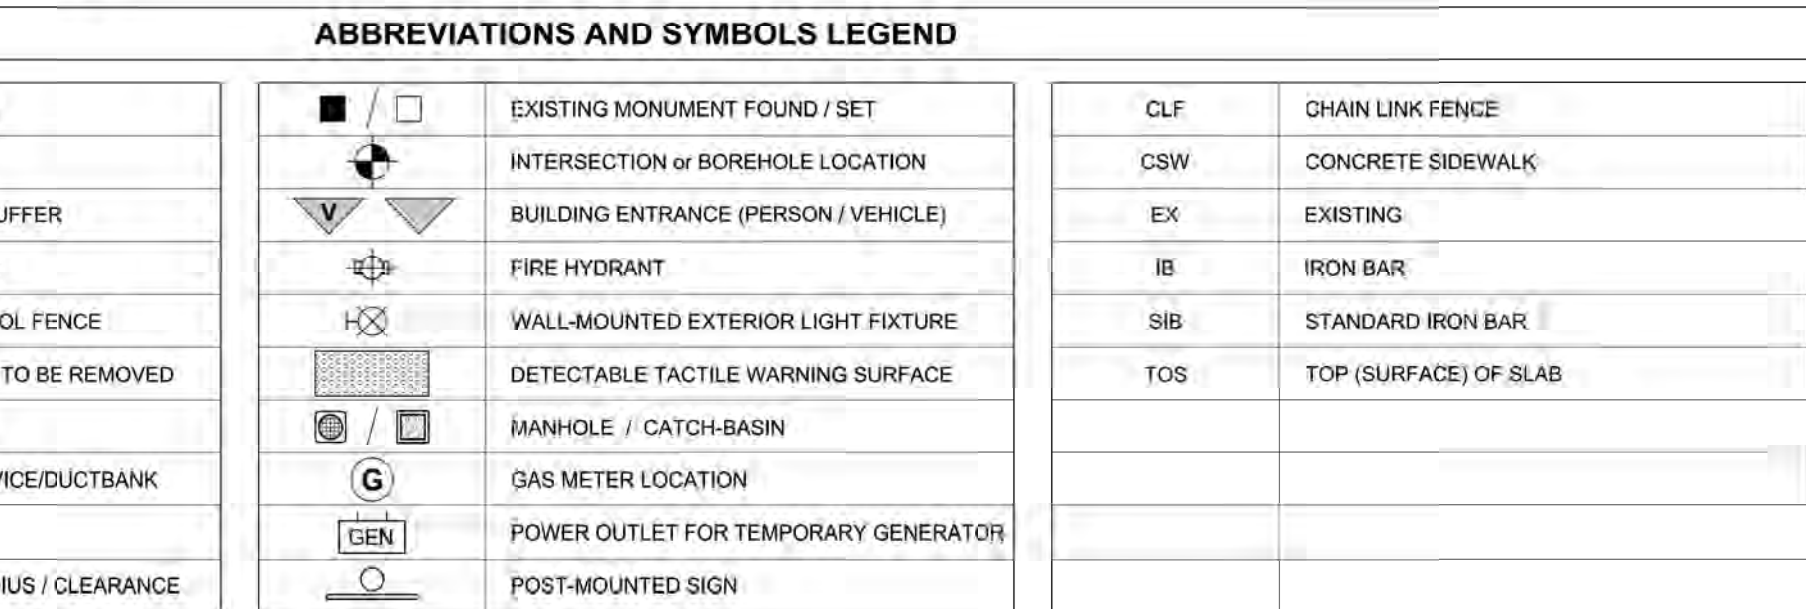 ABBREVIATIONS AND SYMBOLS LEGEND
EXISTING MONUMENT FOUND / SET
CLF CHAIN LINK FENCE
INTERSECTION or BOREHOLE LOCATION
CSW CONCRETE SIDEWALK
UFFER
V BUILDING ENTRANCE (PERSON / VEHICLE)
EX EXISTING
FIRE HYDRANT
IB IRON BAR
OL FENCE
WALL-MOUNTED EXTERIOR LIGHT FIXTURE
SIB STANDARD IRON BAR
TO BE REMOVED
DETECTABLE TACTILE WARNING SURFACE
TOS TOP (SURFACE) OF SLAB
MANHOLE / CATCH-BASIN
VICE/DUCTBANK
G GAS METER LOCATION
GEN POWER OUTLET FOR TEMPORARY GENERATOR
IUS / CLEARANCE
POST-MOUNTED SIGN